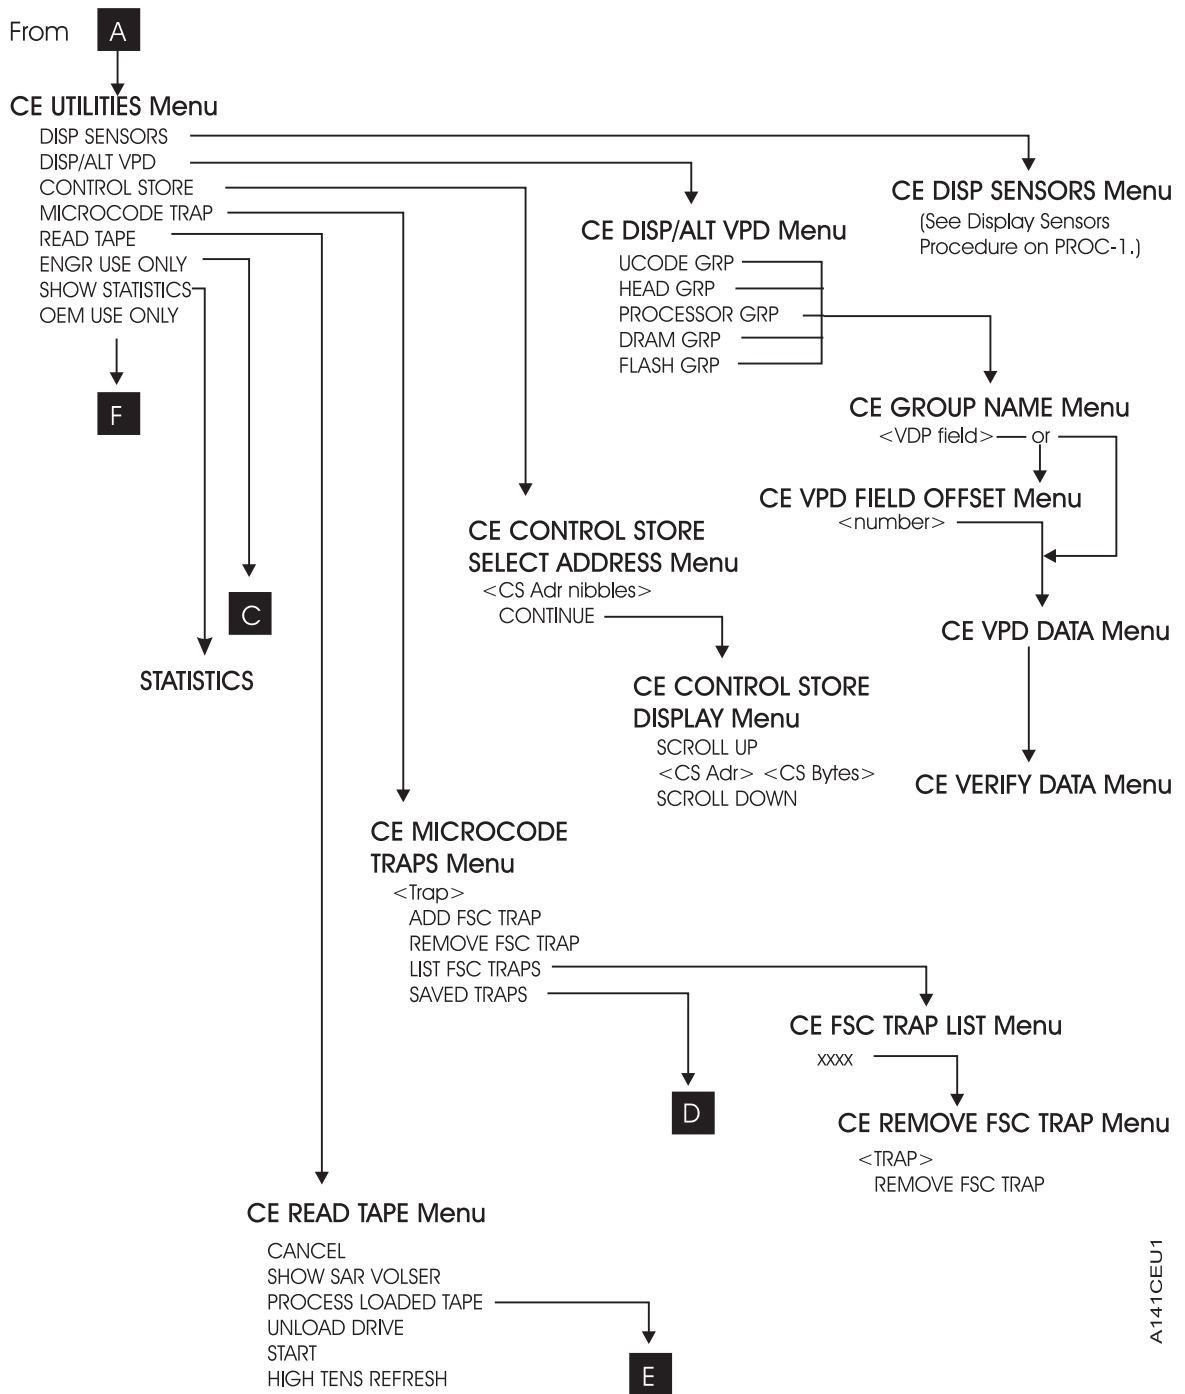 From A
CE UTILITIES Menu
DISP SENSORS
DISP/ALT VPD
CONTROL STORE
MICROCODE TRAP
READ TAPE
ENGR USE ONLY
SHOW STATISTICS
OEM USE ONLY
F
C
STATISTICS
CE DISP SENSORS Menu
(See Display Sensors
Procedure on PROC-1.)
CE DISP/ALT VPD Menu
UCODE GRP
HEAD GRP
PROCESSOR GRP
DRAM GRP
FLASH GRP
CE GROUP NAME Menu
<VDP field> or
CE VPD FIELD OFFSET Menu
<number>
CE VPD DATA Menu
CE VERIFY DATA Menu
CE CONTROL STORE
SELECT ADDRESS Menu
<CS Adr nibbles>
CONTINUE
CE CONTROL STORE
DISPLAY Menu
SCROLL UP
<CS Adr> <CS Bytes>
SCROLL DOWN
CE MICROCODE
TRAPS Menu
<Trap>
ADD FSC TRAP
REMOVE FSC TRAP
LIST FSC TRAPS
SAVED TRAPS
D
CE FSC TRAP LIST Menu
xxxx
CE REMOVE FSC TRAP Menu
<TRAP>
REMOVE FSC TRAP
CE READ TAPE Menu
CANCEL
SHOW SAR VOLSER
PROCESS LOADED TAPE
UNLOAD DRIVE
START
HIGH TENS REFRESH
E
A141CEU1